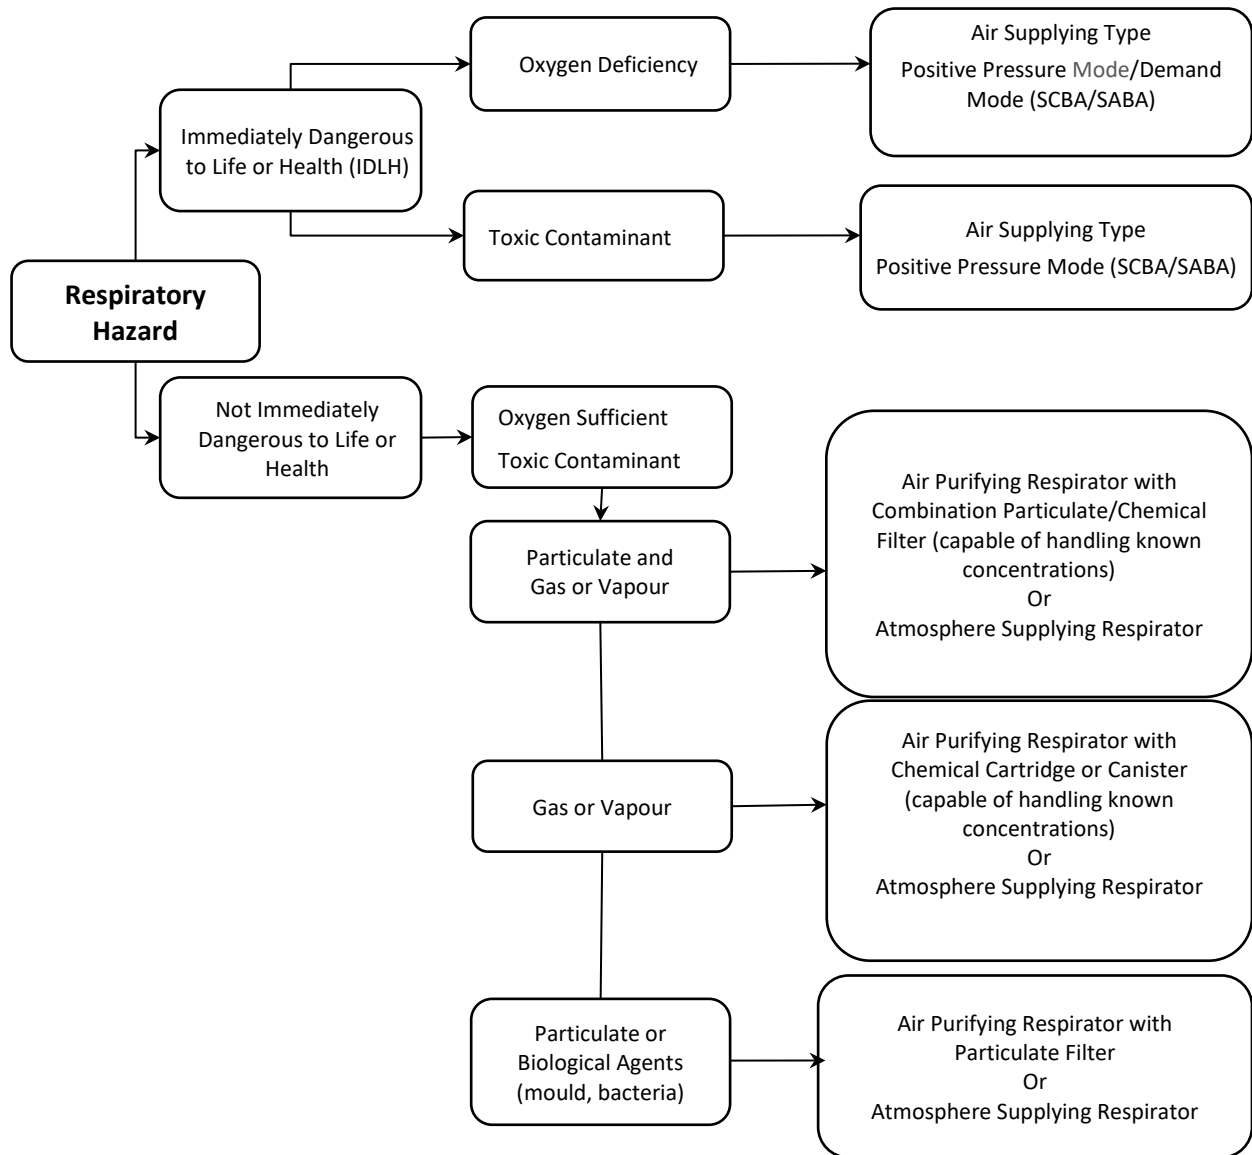 Oxygen Deficiency
Air Supplying Type
Positive Pressure Mode/Demand
Mode (SCBA/SABA)
Immediately Dangerous
to Life or Health (IDLH)
Toxic Contaminant
Air Supplying Type
Positive Pressure Mode (SCBA/SABA)
Respiratory
Hazard
Not Immediately
Dangerous to Life or
Health
Oxygen Sufficient
Toxic Contaminant
Particulate and
Gas or Vapour
Air Purifying Respirator with
Combination Particulate/Chemical
Filter (capable of handling known
concentrations)
Or
Atmosphere Supplying Respirator
Gas or Vapour
Air Purifying Respirator with
Chemical Cartridge or Canister
(capable of handling known
concentrations)
Or
Atmosphere Supplying Respirator
Particulate or
Biological Agents
(mould, bacteria)
Air Purifying Respirator with
Particulate Filter
Or
Atmosphere Supplying Respirator